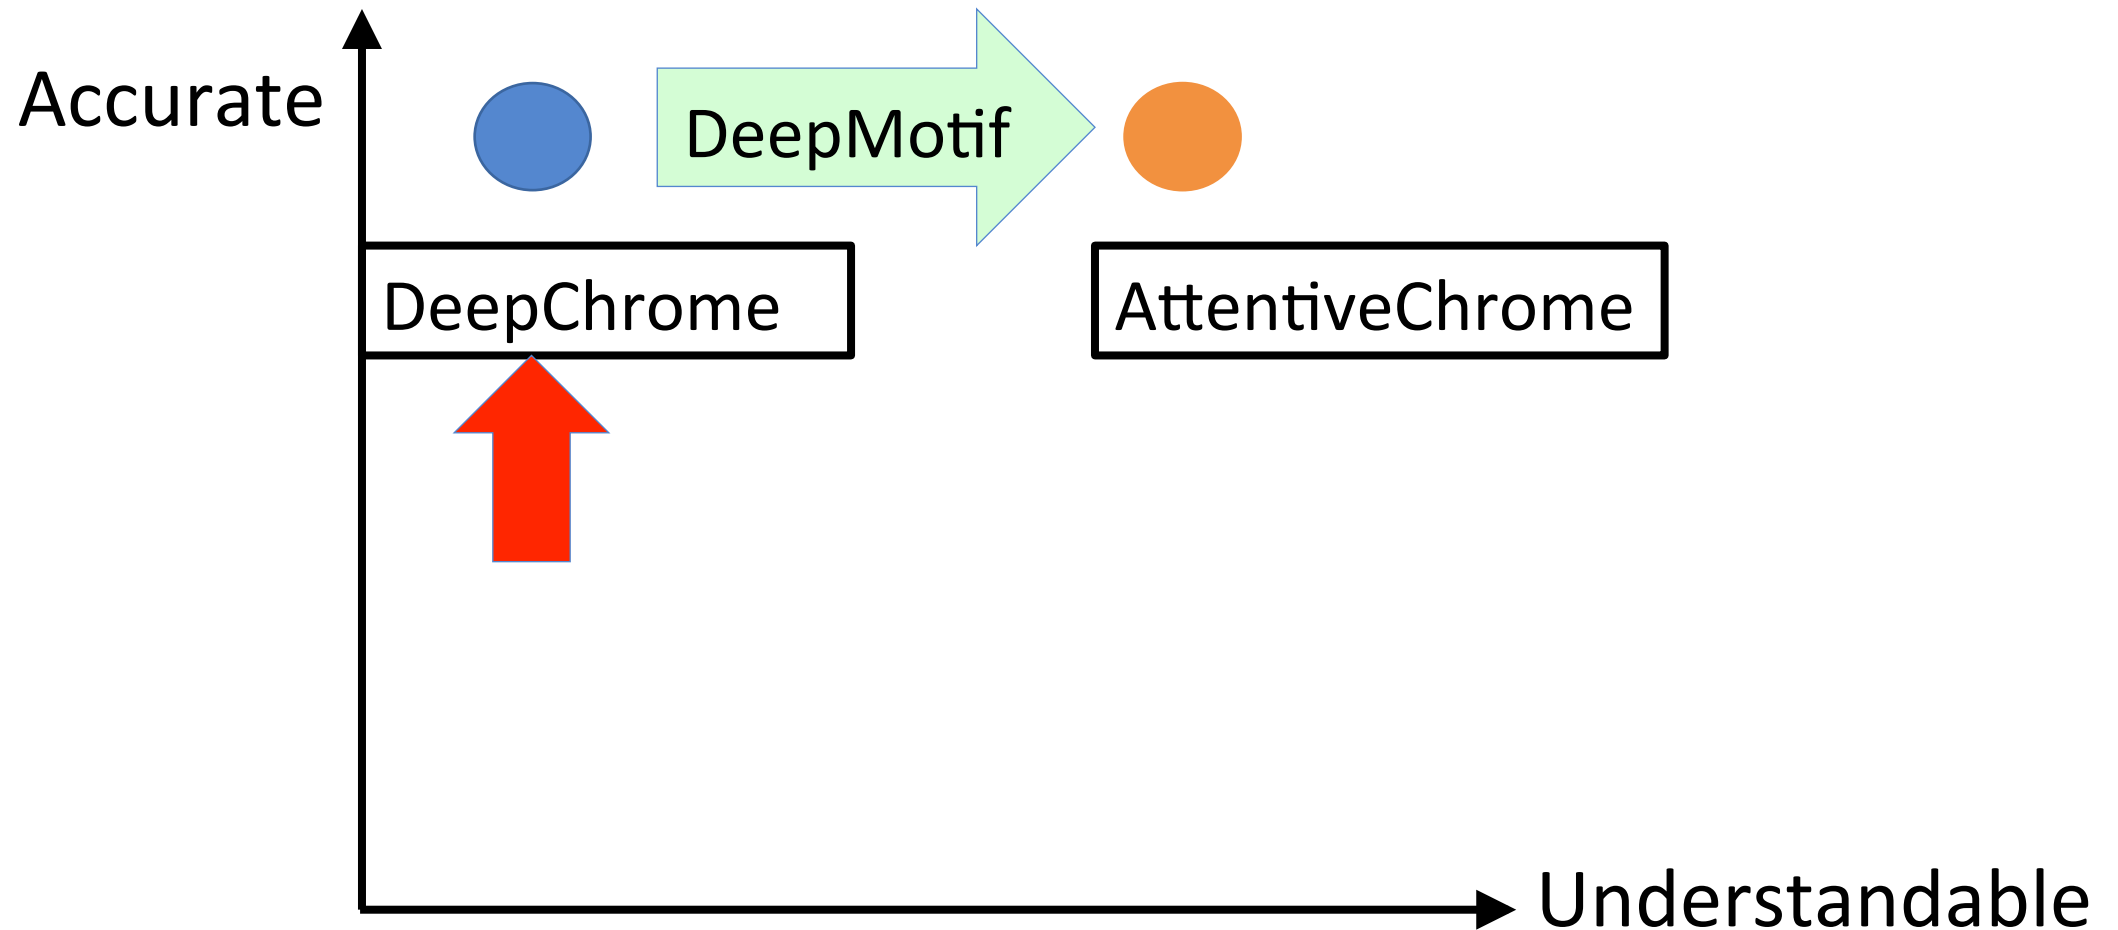 Accurate
DeepMotif
DeepChrome
AttentiveChrome
Understandable